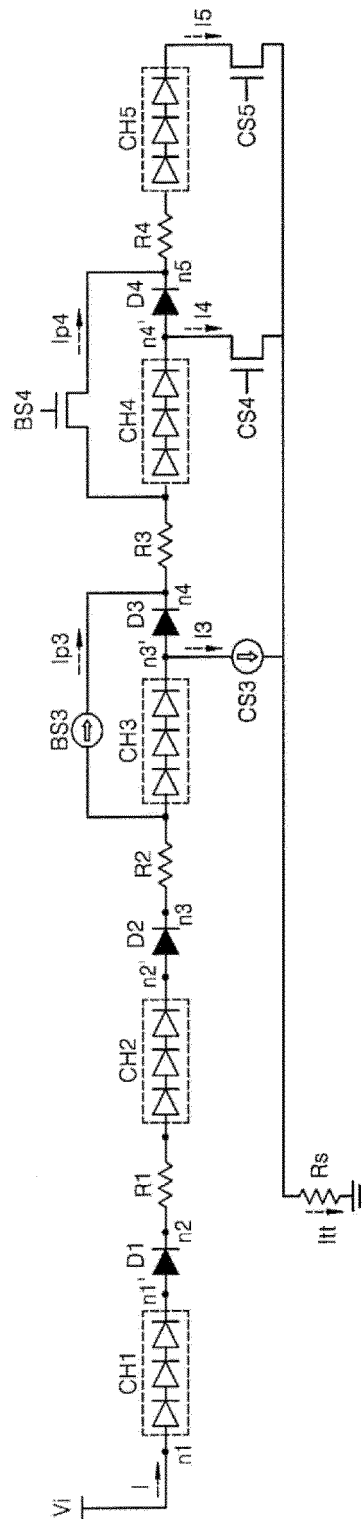 Vi
I
n1
CH1
n1'
D1
n2
R1
CH2
n2'
D2
n3
R2
BS3
Ip3
CH3
n3'
D3
n4
I3
CS3
R3
BS4
Ip4
CH4
n4'
D4
n5
I4
CS4
R4
CH5
I5
CS5
Itt
Rs